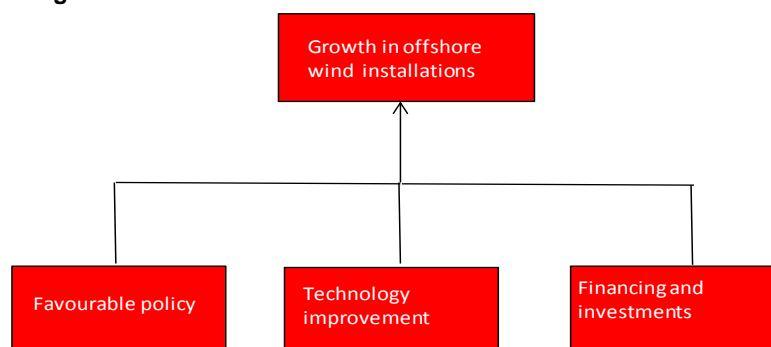 Growth in offshore
wind installations
Favourable policy
Technology
improvement
Financing and
investments